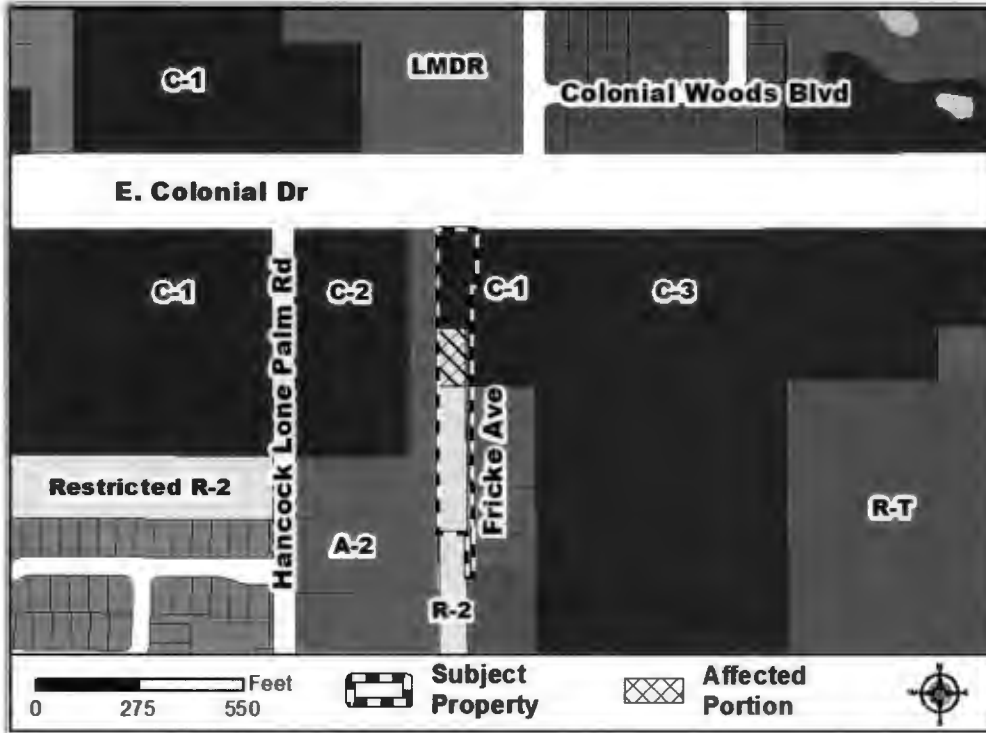 C-1
LMDR
Colonial Woods Blvd
E. Colonial Dr
C-1
Hancock Lone Palm Rd
C-2
C-1
C-3
Fricke Ave
Restricted R-2
A-2
R-2
R-T
Feet
0 275 550
Subject
Property
Affected
Portion